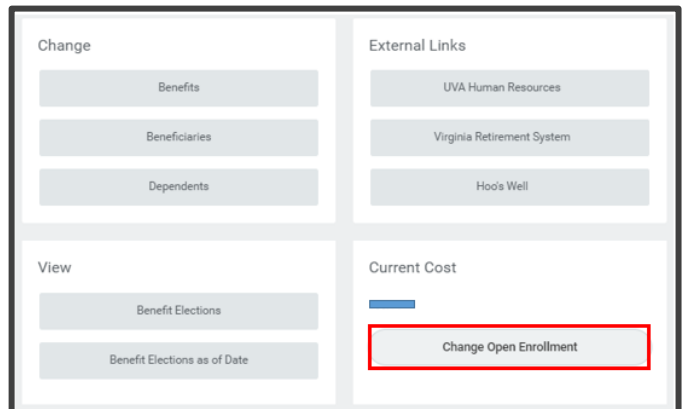 Change
Benefits
Beneficiaries
Dependents
External Links
UVA Human Resources
Virginia Retirement System
Hoo's Well
View
Benefit Elections
Benefit Elections as of Date
Current Cost
Change Open Enrollment